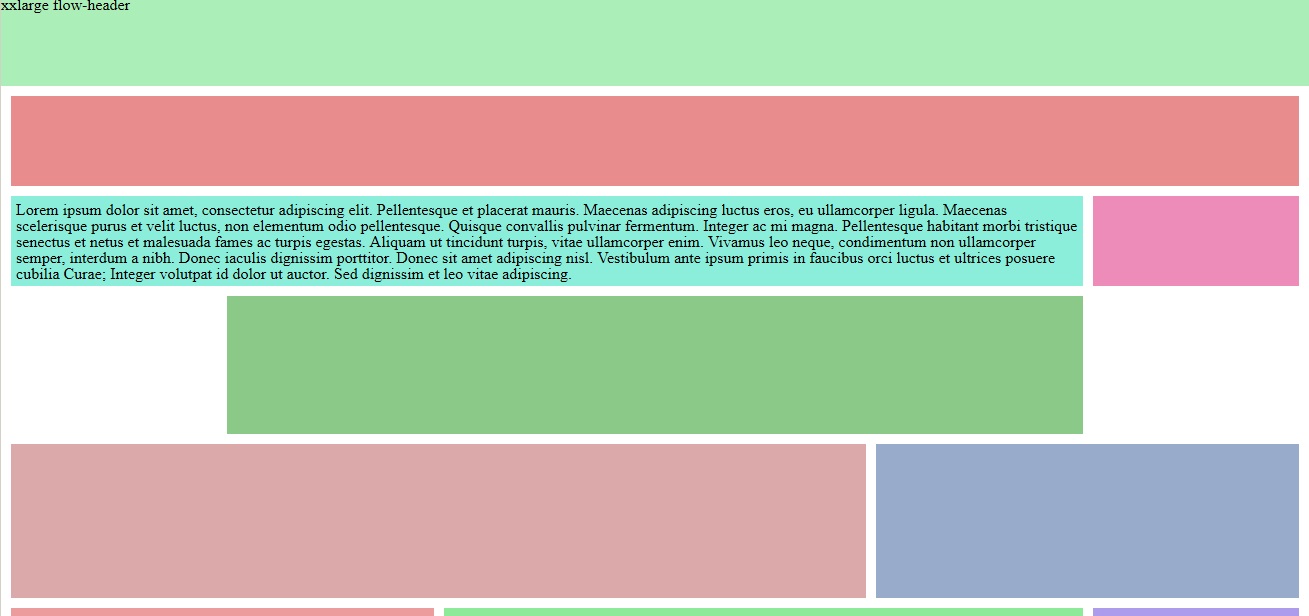 xxlarge flow-header
Lorem ipsum dolor sit amet, consectetur adipiscing elit. Pellentesque et placerat mauris. Maecenas adipiscing luctus eros, eu ullamcorper ligula. Maecenas
scelerisque purus et velit luctus, non elementum odio pellentesque. Quisque convallis pulvinar fermentum. Integer ac mi magna. Pellentesque habitant morbi tristique
senectus et netus et malesuada fames ac turpis egestas. Aliquam ut tincidunt turpis, vitae ullamcorper enim. Vivamus leo neque, condimentum non ullamcorper
semper, interdum a nibh. Donec iaculis dignissim porttitor. Donec sit amet adipiscing nisl. Vestibulum ante ipsum primis in faucibus orci luctus et ultrices posuere
cubilia Curae; Integer volutpat id dolor ut auctor. Sed dignissim et leo vitae adipiscing.